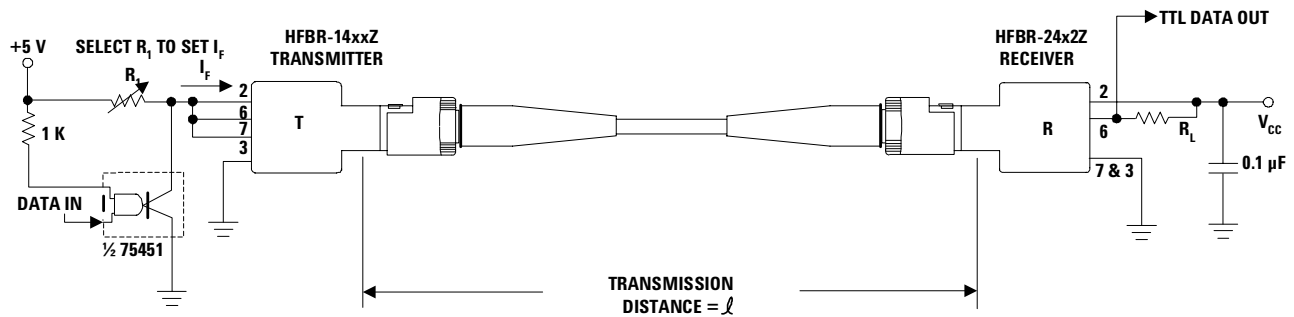 +5 V
SELECT R1 TO SET IF
R1
IF
1 K
DATA IN
½ 75451
HFBR-14xxZ
TRANSMITTER
2
6
7
3
T
TRANSMISSION
DISTANCE = ℓ
HFBR-24x2Z
RECEIVER
R
2
6
7 & 3
TTL DATA OUT
RL
VCC
0.1 µF